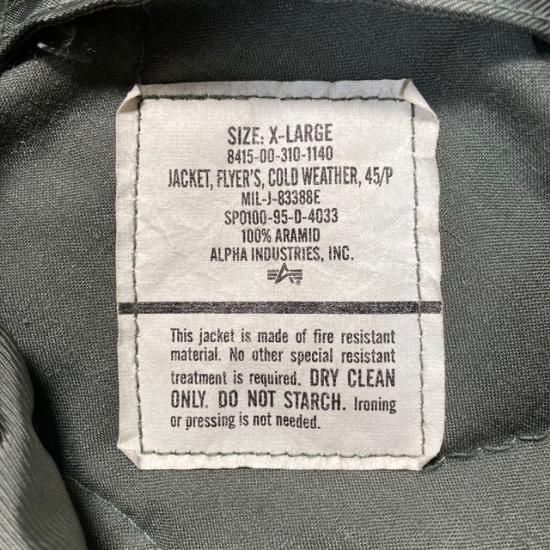 SIZE: X-LARGE
8415-00-310-1140
JACKET, FLYER'S, COLD WEATHER, 45/P
MIL-J-83388E
SPO100-95-D-4033
100% ARAMID
ALPHA INDUSTRIES, INC.
This jacket is made of fire resistant
material. No other special resistant
treatment is required. DRY CLEAN
ONLY. DO NOT STARCH. Ironing
or pressing is not needed.